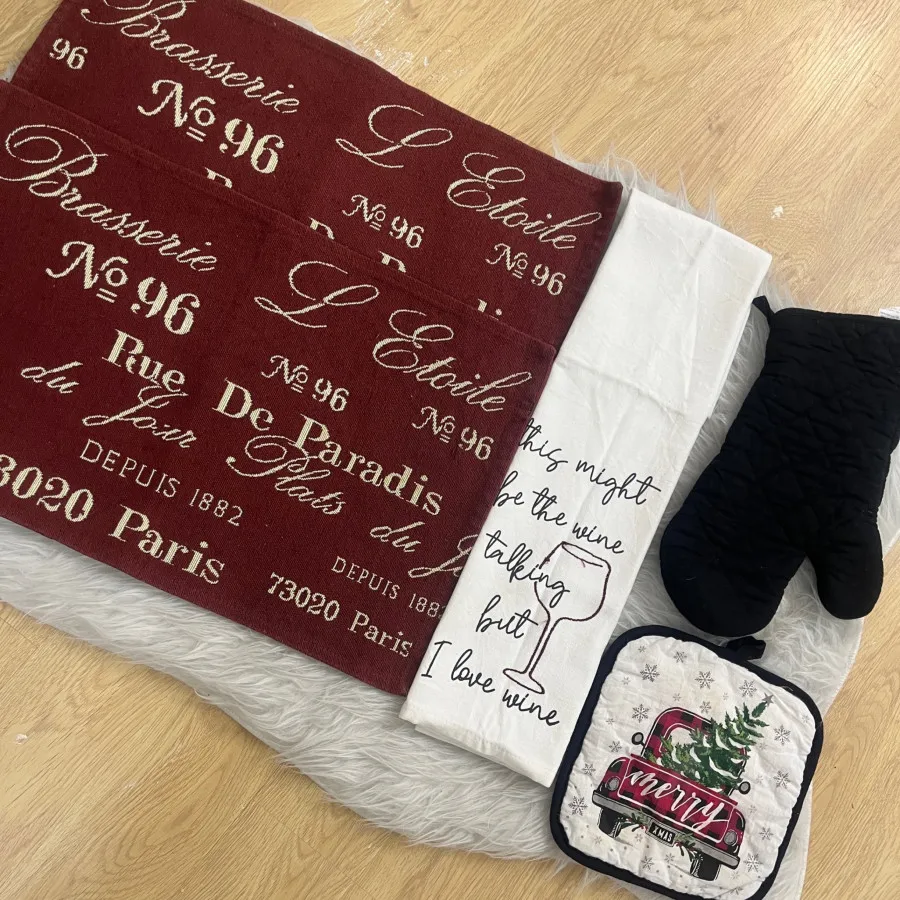 Brasserie
96
No 96
L Etoile
No 96
No 96
Brasserie
No 96
L Etoile
Rue
No 96
No 96
De Paradis
du Jour
Plats du J
DEPUIS 1882
DEPUIS 188
3020 Paris
73020 Paris
this might
be the wine
talking
but
I love wine
merry
XMAS